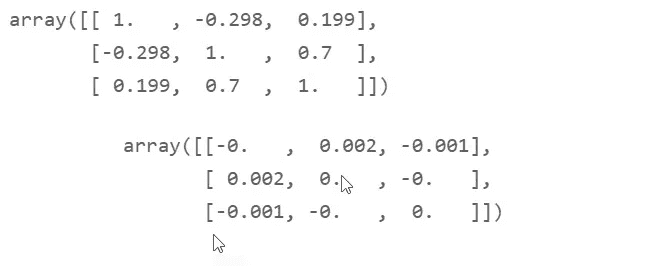 array([[ 1.   , -0.298,  0.199],
       [-0.298,  1.   ,  0.7  ],
       [ 0.199,  0.7  ,  1.   ]])
array([[-0.   ,  0.002, -0.001],
       [ 0.002,  0.   , -0.   ],
       [-0.001, -0.   ,  0.   ]])